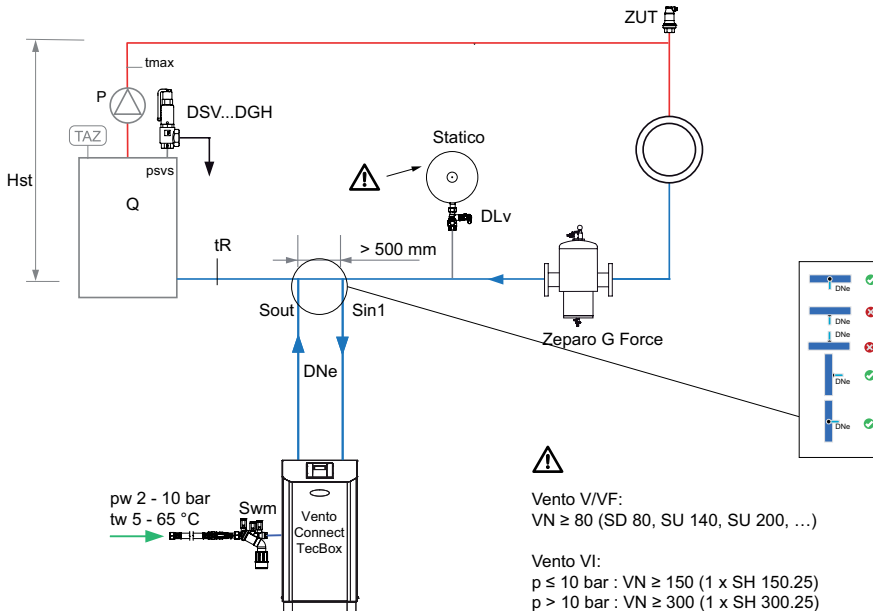 ZUT
tmax
P
DSV...DGH
TAZ
Statico
psvs
Hst
Q
DLv
tR
> 500 mm
Sout
Sin1
Zeparo G Force
DNe
DNe
DNe
DNe
DNe
DNe
pw 2 - 10 bar
tw 5 - 65 °C
Swm
Vento
Connect
TecBox
Vento V/VF:
VN ≥ 80 (SD 80, SU 140, SU 200, …)
Vento VI:
p ≤ 10 bar : VN ≥ 150 (1 x SH 150.25)
p > 10 bar : VN ≥ 300 (1 x SH 300.25)